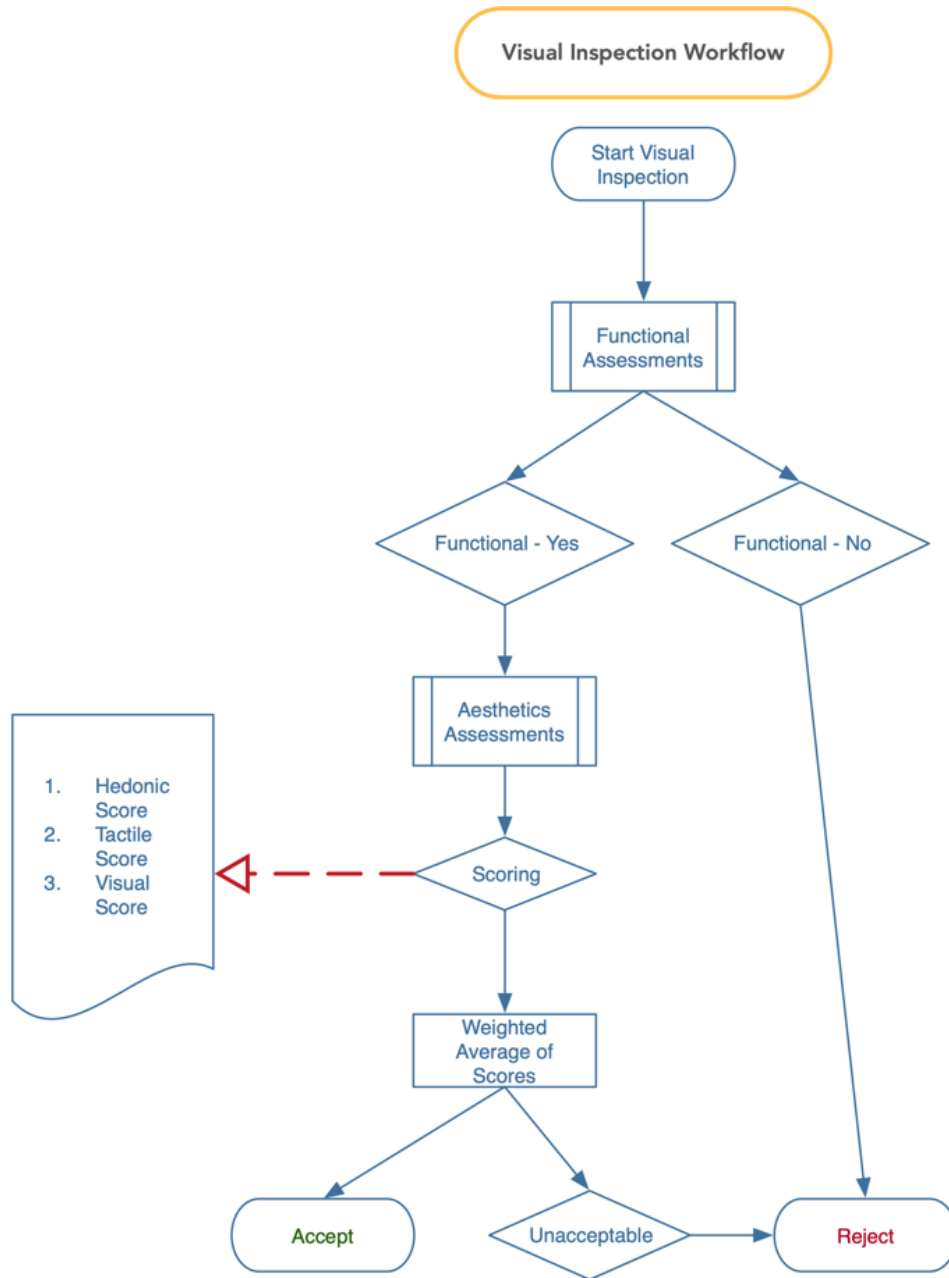 Visual Inspection Workflow
Start Visual
Inspection
Functional
Assessments
Functional - Yes
Functional - No
Aesthetics
Assessments
1. Hedonic
Score
2. Tactile
Score
3. Visual
Score
Scoring
Weighted
Average of
Scores
Accept
Unacceptable
Reject